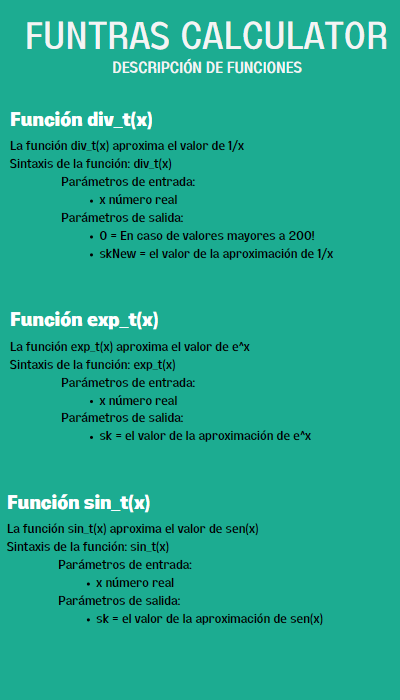 FUNTRAS CALCULATOR
DESCRIPCIÓN DE FUNCIONES
Función div_t(x)
La función div_t(x) aproxima el valor de 1/x
Sintaxis de la función: div_t(x)
Parámetros de entrada:
• x número real
Parámetros de salida:
• 0 = En caso de valores mayores a 200!
• skNew = el valor de la aproximación de 1/x
Función exp_t(x)
La función exp_t(x) aproxima el valor de e^x
Sintaxis de la función: exp_t(x)
Parámetros de entrada:
• x número real
Parámetros de salida:
• sk = el valor de la aproximación de e^x
Función sin_t(x)
La función sin_t(x) aproxima el valor de sen(x)
Sintaxis de la función: sin_t(x)
Parámetros de entrada:
• x número real
Parámetros de salida:
• sk = el valor de la aproximación de sen(x)